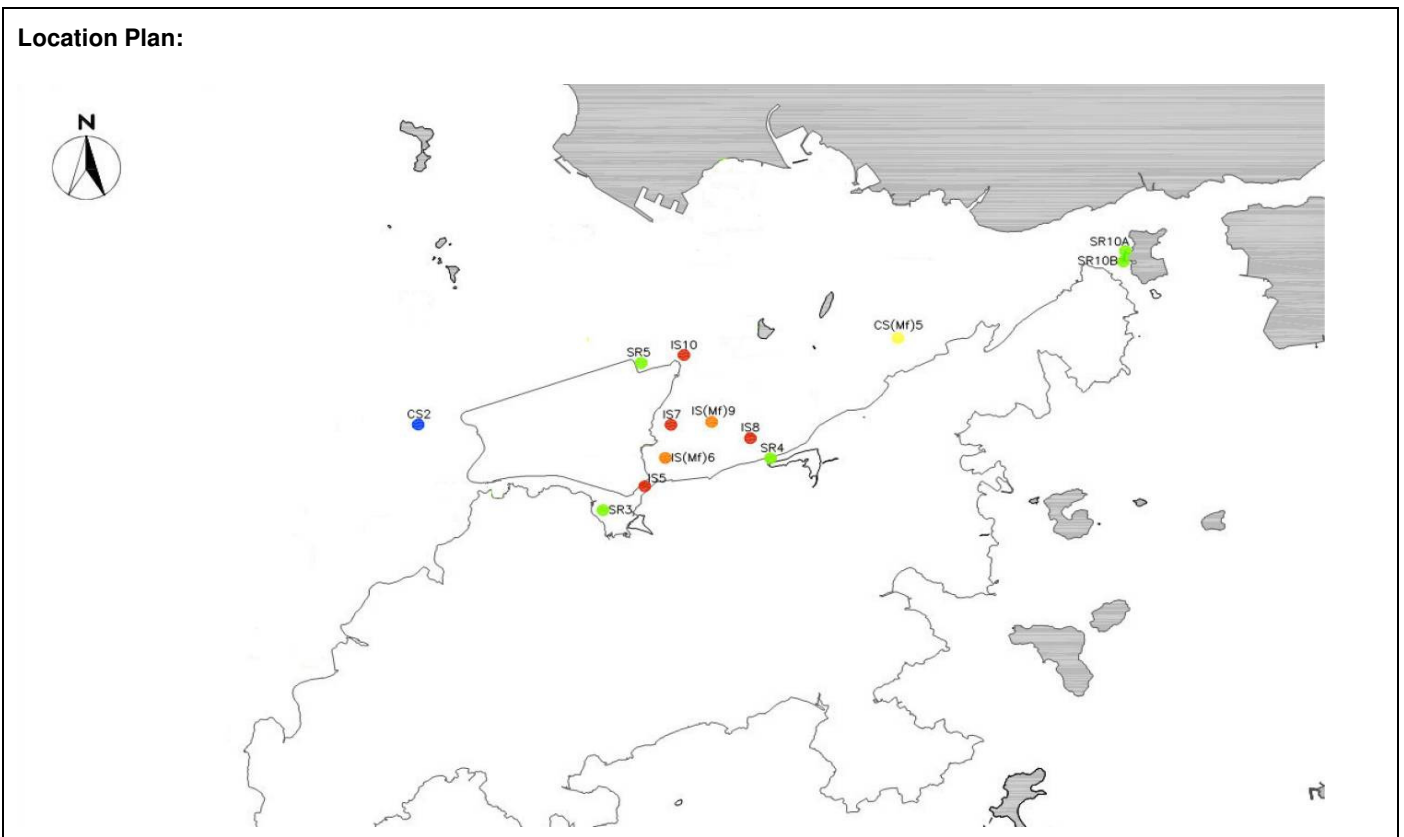 Location Plan:
N
SR10A
SR10B
CS(Mf)5
IS10
SR5
CS2
IS7
IS(Mf)9
IS8
SR4
IS(Mf)6
IS5
SR3